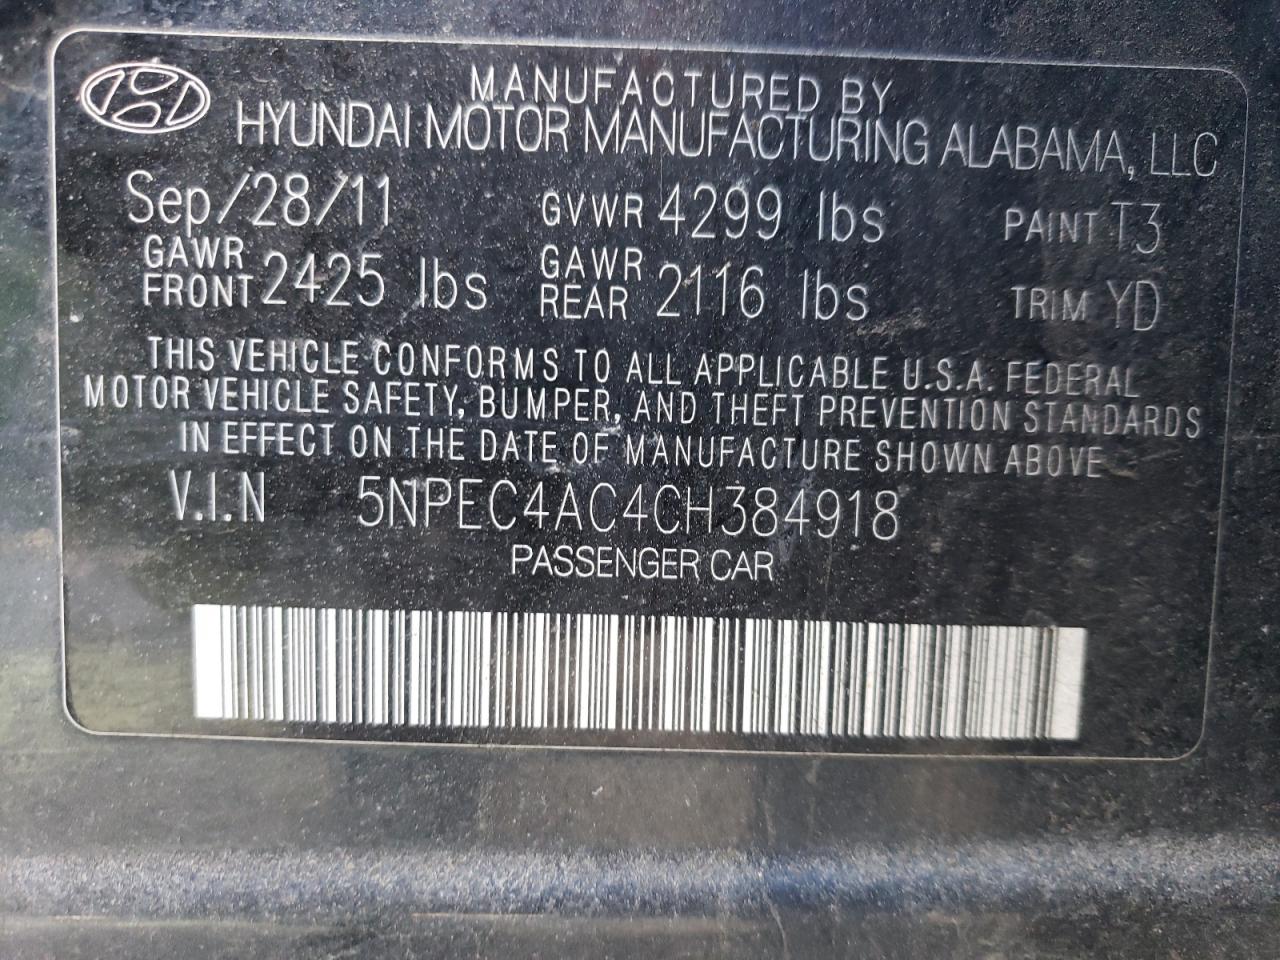 MANUFACTURED BY
HYUNDAI MOTOR MANUFACTURING ALABAMA, LLC
Sep/28/11 GVWR 4299 lbs PAINT T3
GAWR FRONT 2425 lbs GAWR REAR 2116 lbs TRIM YD
THIS VEHICLE CONFORMS TO ALL APPLICABLE U.S.A. FEDERAL
MOTOR VEHICLE SAFETY, BUMPER, AND THEFT PREVENTION STANDARDS
IN EFFECT ON THE DATE OF MANUFACTURE SHOWN ABOVE
V.I.N 5NPEC4AC4CH384918
PASSENGER CAR